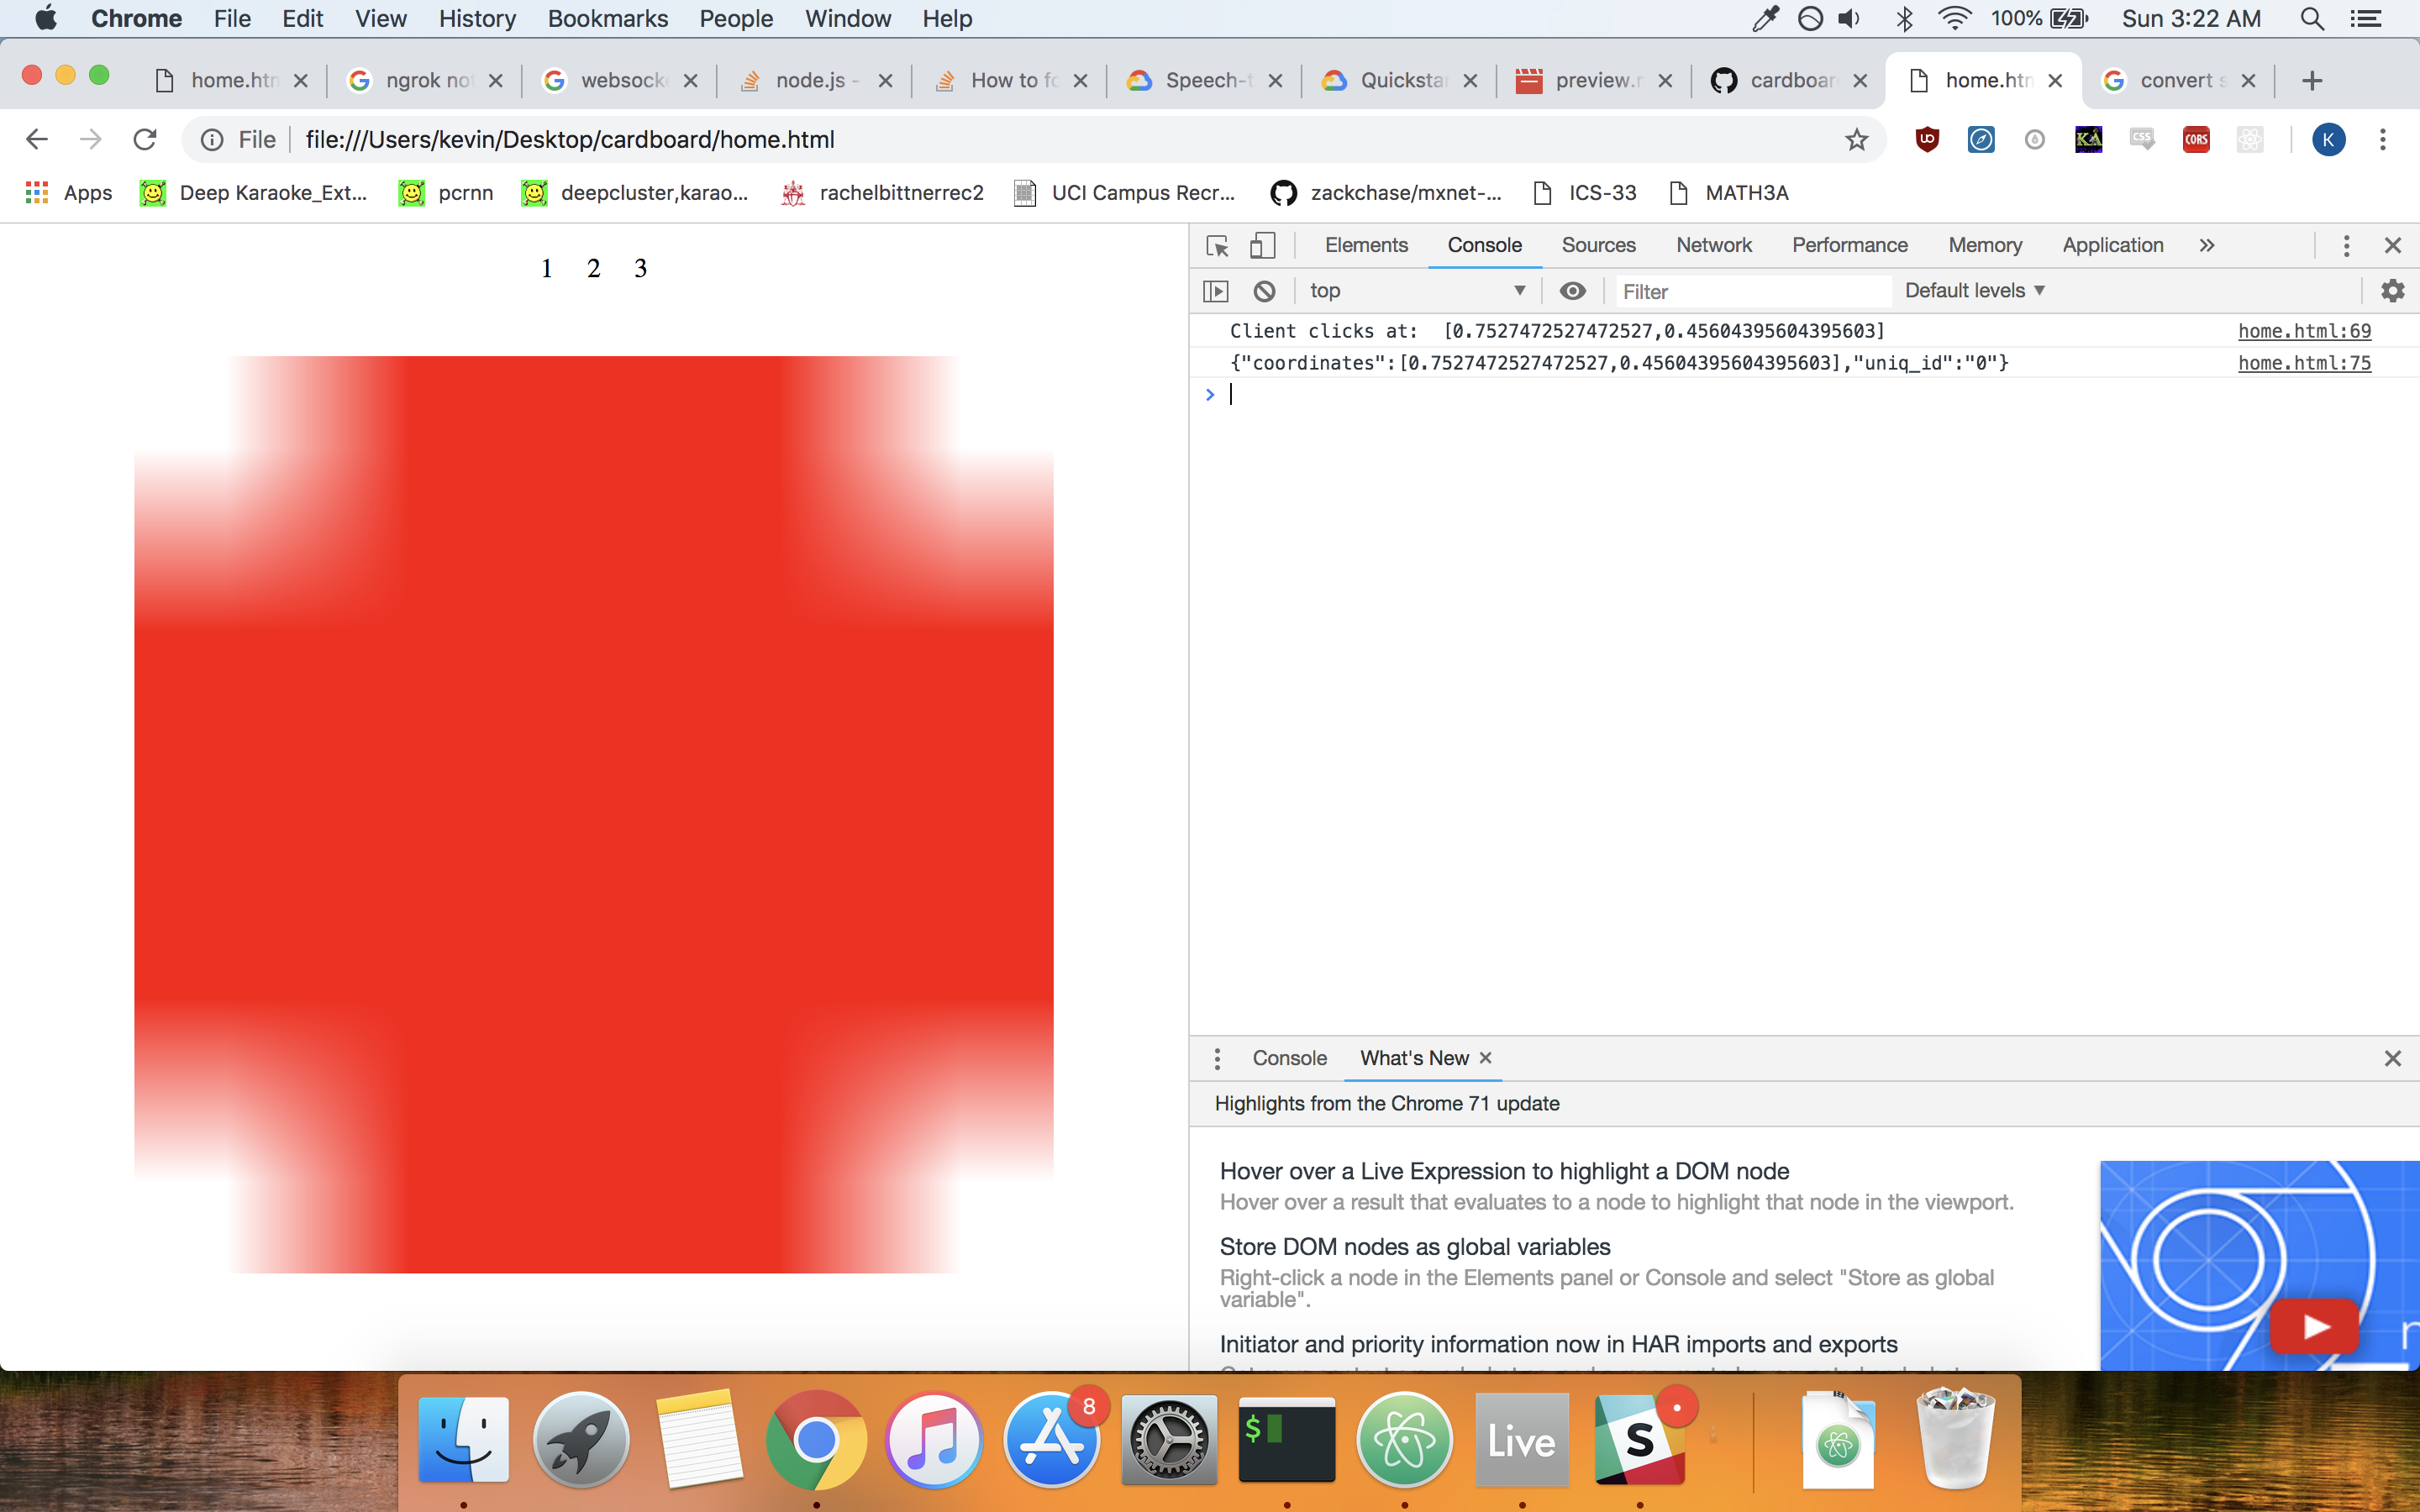 Chrome File Edit View History Bookmarks People Window Help 100% Sun 3:22 AM
home.htn ngrok no websock node.js - How to fo Speech-t Quicksta preview.r cardboar home.htn convert s
File file:///Users/kevin/Desktop/cardboard/home.html UD KA CSS CORS K
Apps Deep Karaoke_Ext... pcrnn deepcluster,karao... rachelbittnerrec2 UCI Campus Recr... zackchase/mxnet-... ICS-33 MATH3A
1 2 3
Elements Console Sources Network Performance Memory Application »
top Filter Default levels
Client clicks at: [0.7527472527472527,0.45604395604395603] home.html:69
{"coordinates":[0.7527472527472527,0.45604395604395603],"uniq_id":"0"} home.html:75
>
Console What's New
Highlights from the Chrome 71 update
Hover over a Live Expression to highlight a DOM node
Hover over a result that evaluates to a node to highlight that node in the viewport.
Store DOM nodes as global variables
Right-click a node in the Elements panel or Console and select "Store as global
variable".
Initiator and priority information now in HAR imports and exports
8
$
Live
S